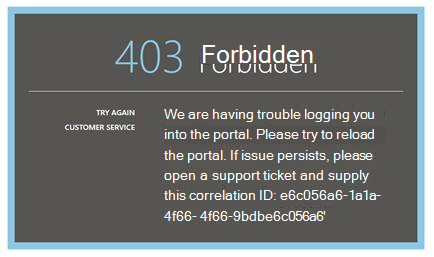 403 Forbidden
TRY AGAIN
CUSTOMER SERVICE
We are having trouble logging you
into the portal. Please try to reload
the portal. If issue persists, please
open a support ticket and supply
this correlation ID: e6c056a6-1a1a-
4f66- 4f66-9bdbe6c056a6'